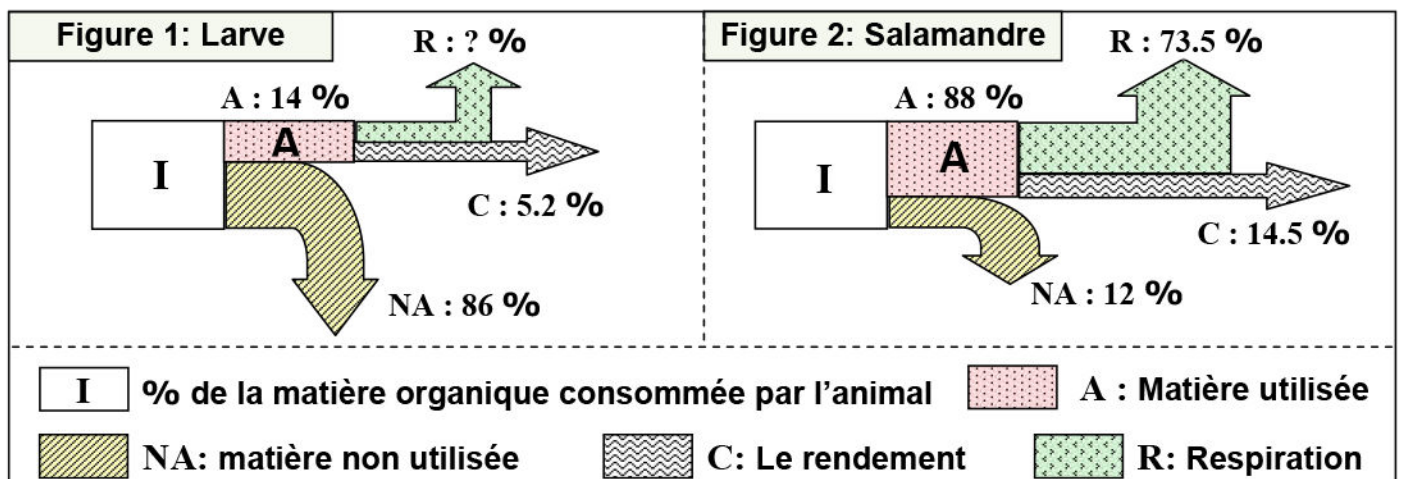 Figure 1: Larve
R : ? %
A : 14 %
I
A
C : 5.2 %
NA : 86 %
Figure 2: Salamandre
R : 73.5 %
A : 88 %
I
A
C : 14.5 %
NA : 12 %
I % de la matière organique consommée par l'animal
A : Matière utilisée
NA: matière non utilisée
C: Le rendement
R: Respiration